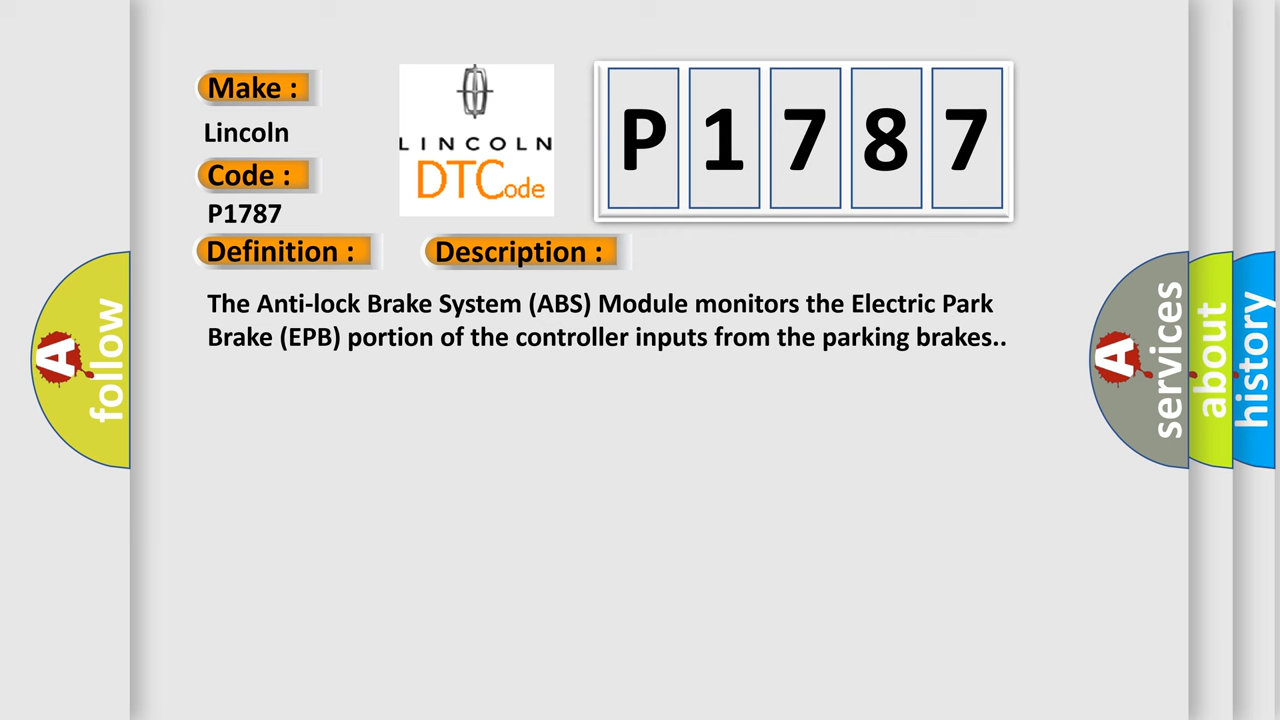 Make :
Lincoln
Code :
P1787
LINCOLN
DTCode
P 1 7 8 7
Definition :
Description :
The Anti-lock Brake System (ABS) Module monitors the Electric Park
Brake (EPB) portion of the controller inputs from the parking brakes..
A follow
A services
about
history